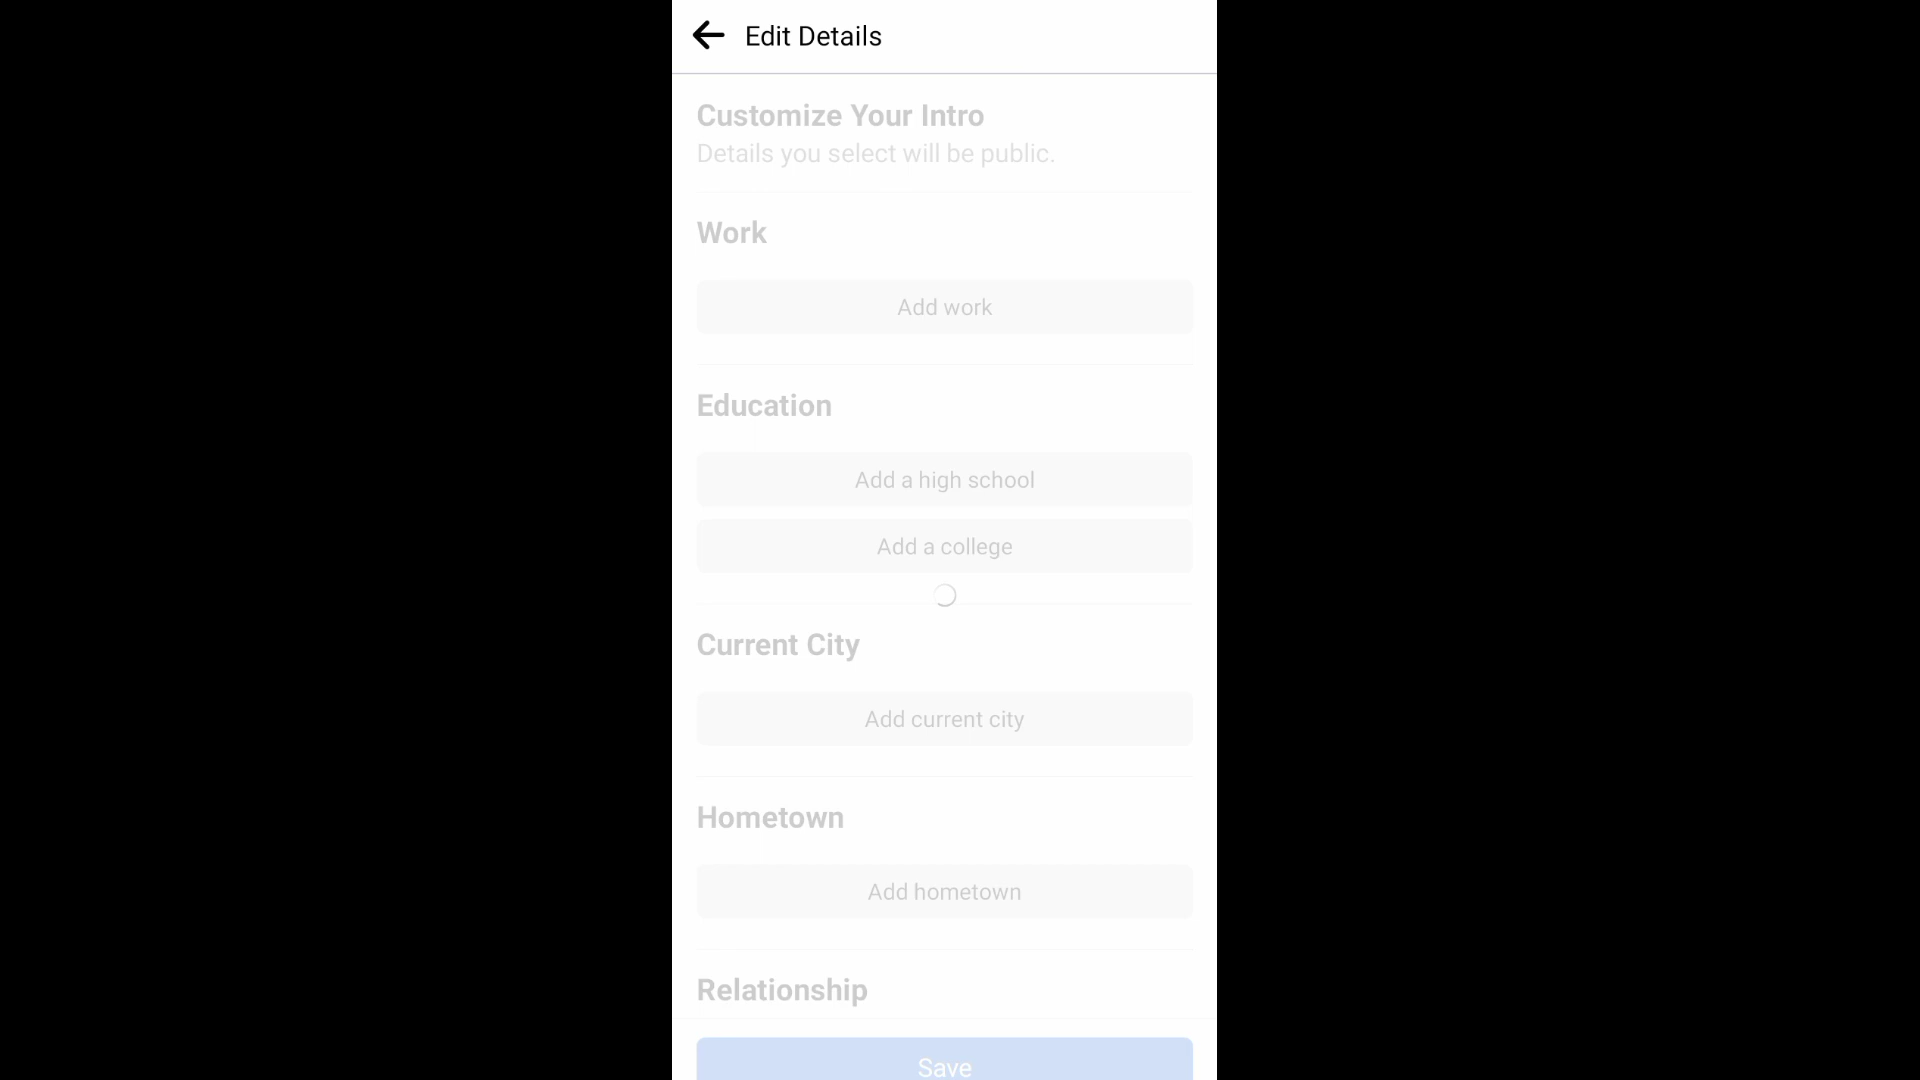 Edit Details
Customize Your Intro
Details you select will be public.
Work
Add work
Education
Add a high school
Add a college
Current City
Add current city
Hometown
Add hometown
Relationship
Save